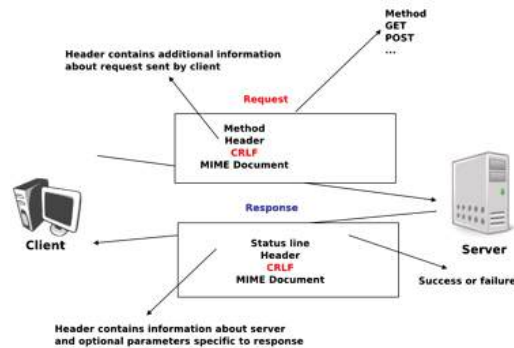 Method
GET
POST
...
Header contains additional information
about request sent by client
Request
Method
Header
CRLF
MIME Document
Response
Client
Server
Status line
Header
CRLF
MIME Document
Success or failure
Header contains information about server
and optional parameters specific to response